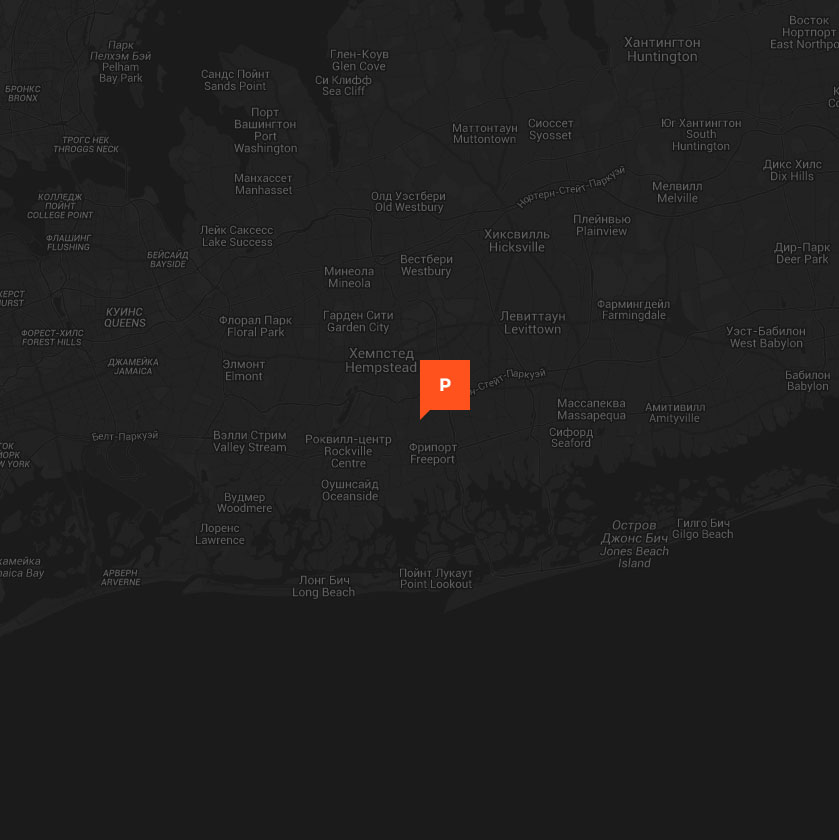 Восток
Нортпорт
East Northpo
Хантингтон
Huntington
Парк
Пелхэм Бэй
Pelham
Bay Park
Глен-Коув
Glen Cove
Сандс Пойнт
Sands Point
Си Клифф
Sea Cliff
БРОНКС
BRONX
Порт
Вашингтон
Port
Washington
Маттонтаун
Muttontown
Сиоссет
Syosset
Юг Хантингтон
South
Huntington
ТРОГС НЕК
THROGGS NECK
Дикс Хилс
Dix Hills
Манхассет
Manhasset
Нортерн-Стейт-Паркуэй
Мелвилл
Melville
КОЛЛЕДЖ
ПОЙНТ
COLLEGE POINT
Олд Уэстбери
Old Westbury
Плейнвью
Plainview
Лейк Саксесс
Lake Success
Хиксвилль
Hicksville
ФЛАШИНГ
FLUSHING
Дир-Парк
Deer Park
БЕЙСАЙД
BAYSIDE
Вестбери
Westbury
Минеола
Mineola
КУИНС
QUEENS
Флорал Парк
Floral Park
Гарден Сити
Garden City
Левиттаун
Levittown
Фармингдейл
Farmingdale
ФОРЕСТ-ХИЛС
FOREST HILLS
Уэст-Бабилон
West Babylon
Хемпстед
Hempstead
ДЖАМЕЙКА
JAMAICA
Элмонт
Elmont
P
н-Стейт-Паркуэй
Бабилон
Babylon
Массапеква
Massapequa
Амитивилл
Amityville
Белт-Паркуэй
Вэлли Стрим
Valley Stream
Роквилл-центр
Rockville
Centre
Фрипорт
Freeport
Сифорд
Seaford
Оушнсайд
Oceanside
Вудмер
Woodmere
Лоренс
Lawrence
Остров
Джонс Бич
Jones Beach
Island
Гилго Бич
Gilgo Beach
амейка
aica Bay
АРВЕРН
ARVERNE
Лонг Бич
Long Beach
Пойнт Лукаут
Point Lookout